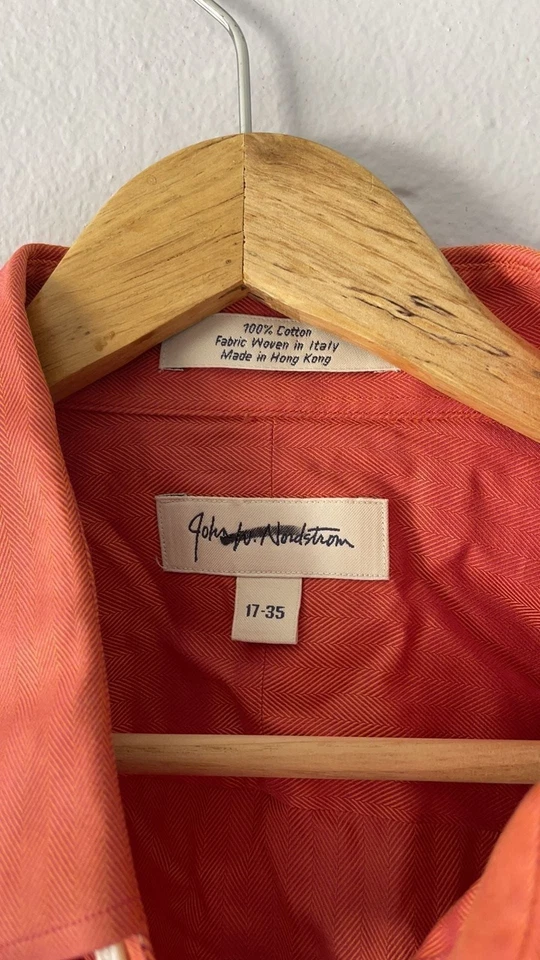 100% Cotton
Fabric Woven in Italy
Made in Hong Kong
John W. Nordstrom
17-35